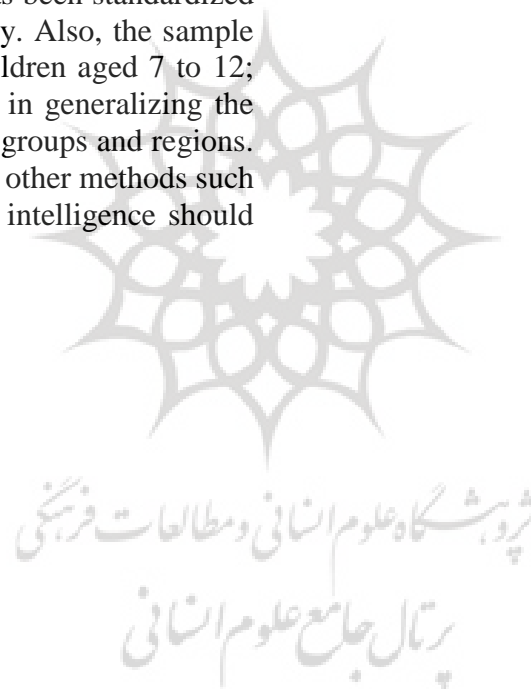 as been standardized
y. Also, the sample
ldren aged 7 to 12;
in generalizing the
groups and regions.
other methods such
intelligence should
پژوهشگاه علوم انسانی و مطالعات فرهنگی
پرتال جامع علوم انسانی